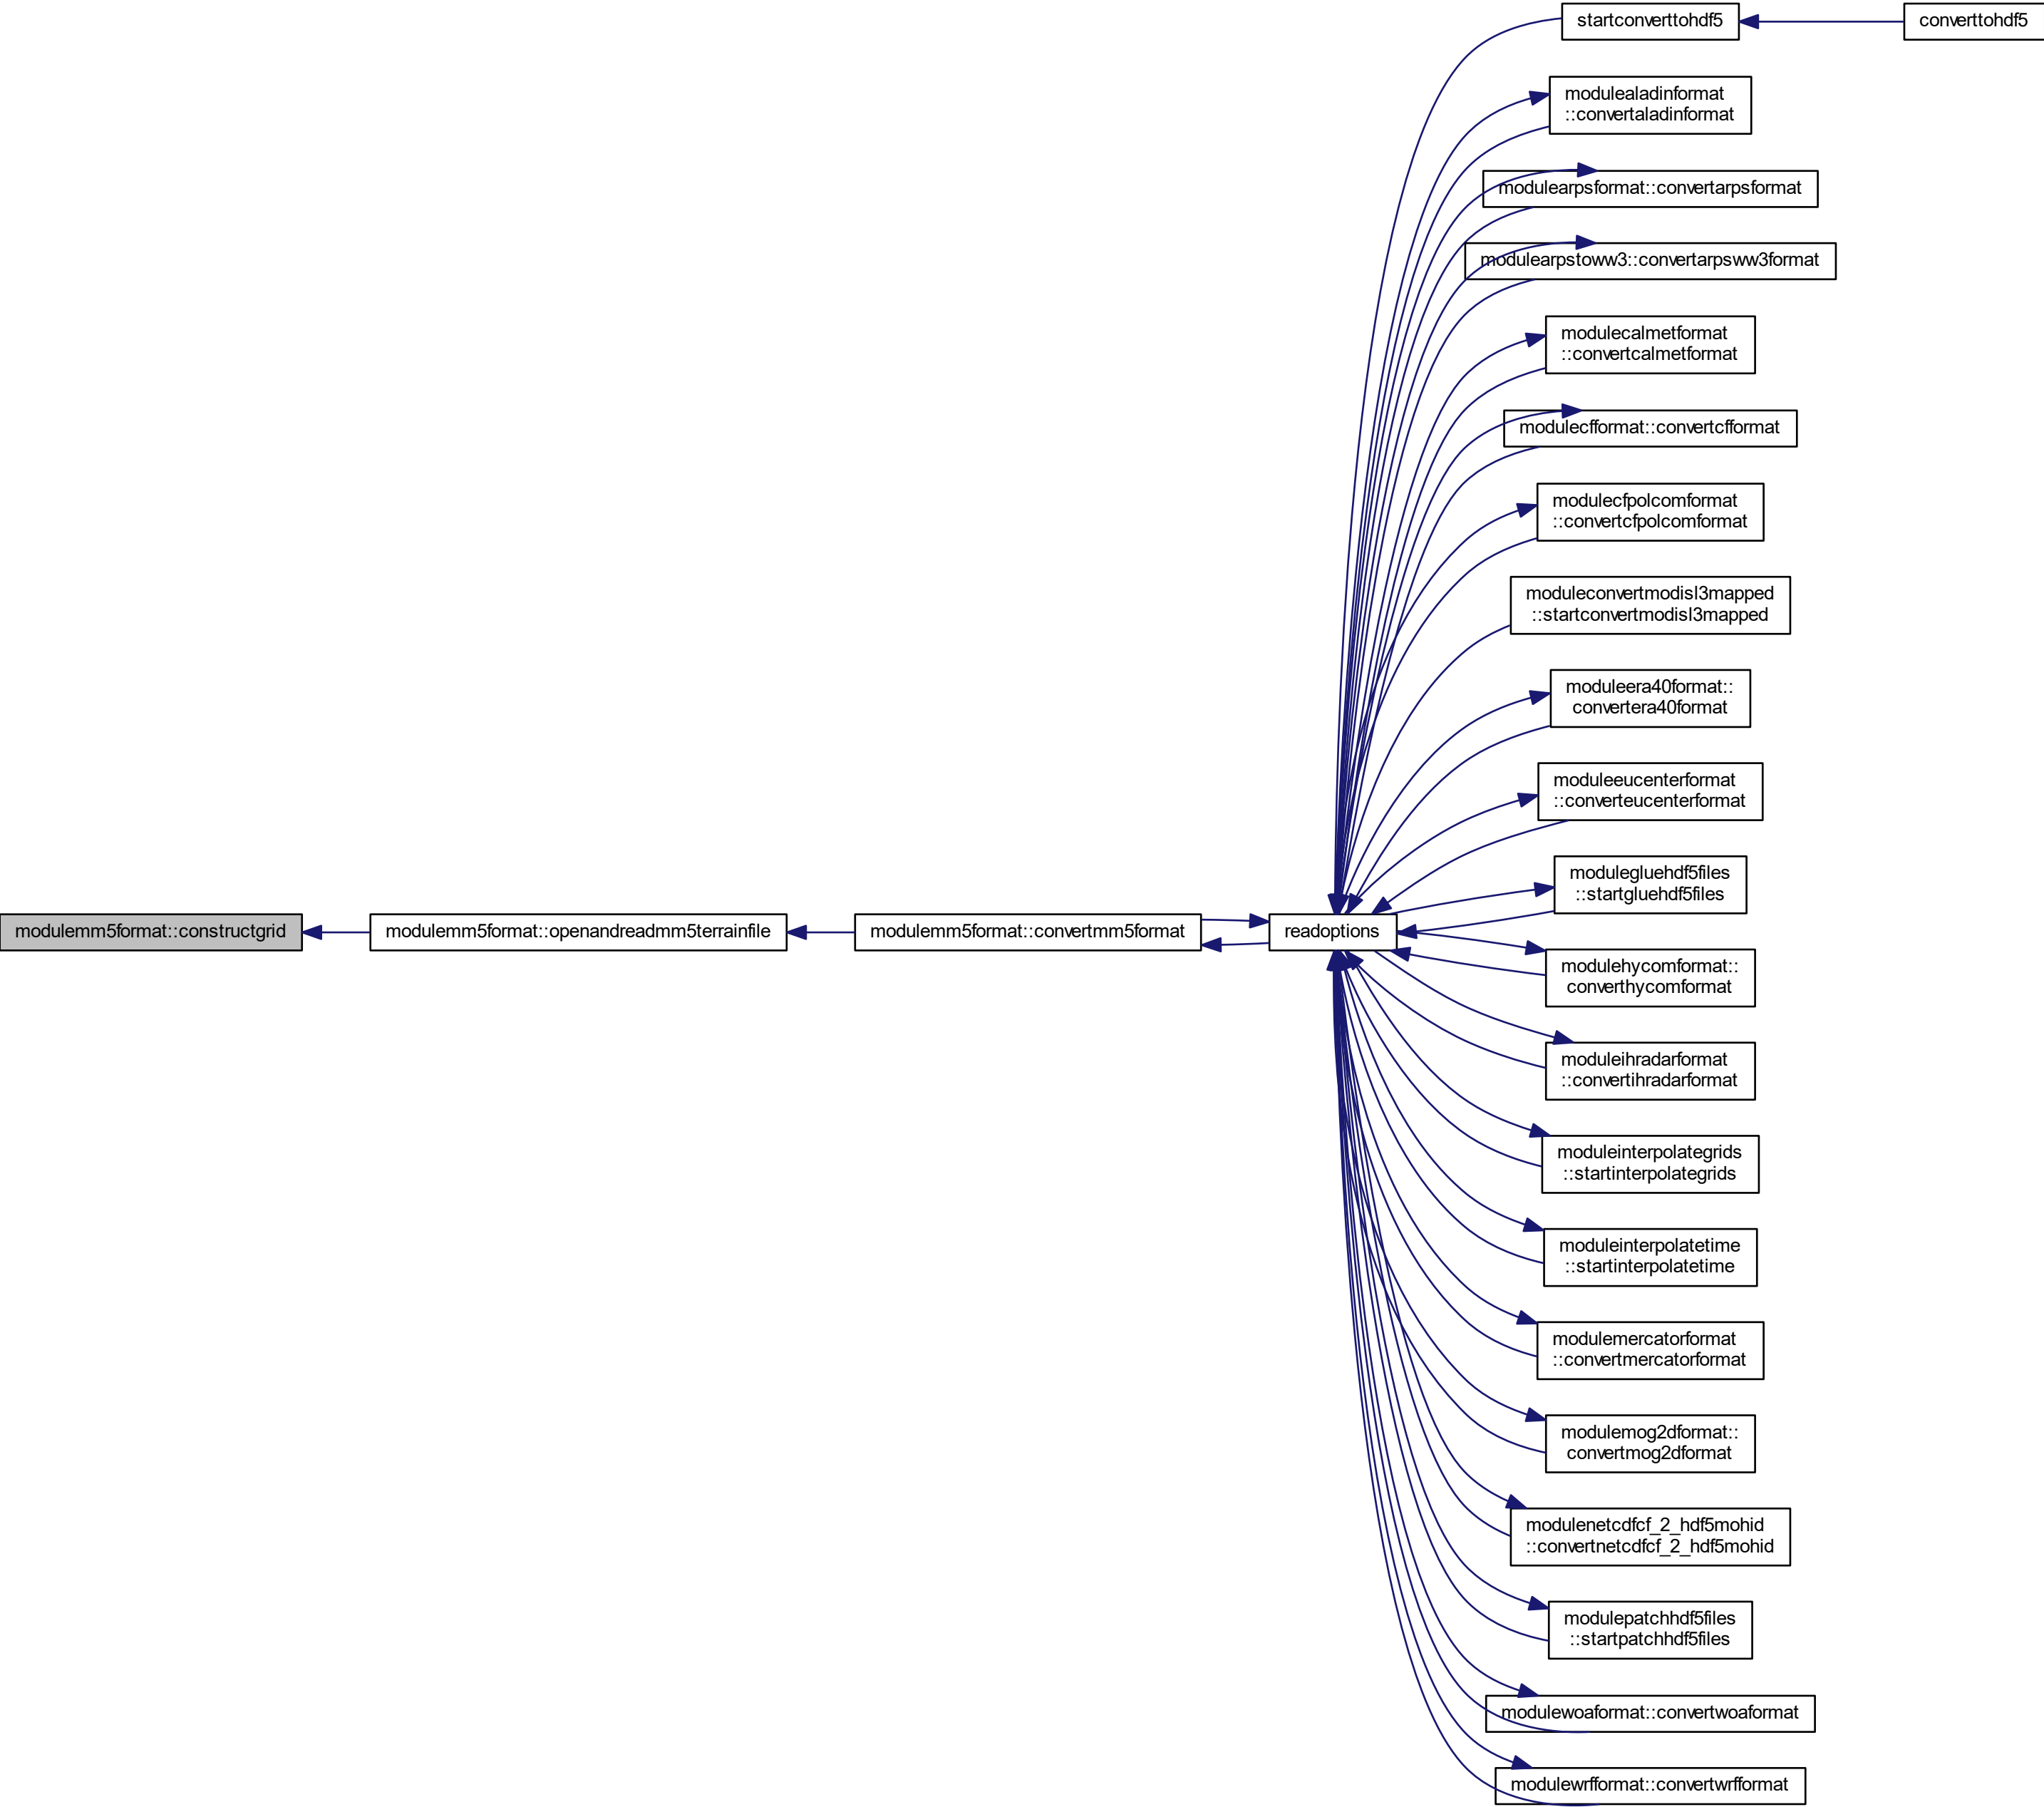 startconverttohdf5
converttohdf5
modulealadinformat
::convertaladinformat
modulearpsformat::convertarpsformat
modulearpstoww3::convertarpsww3format
modulecalmetformat
::convertcalmetformat
modulecfformat::convertcfformat
modulecfpolcomformat
::convertcfpolcomformat
moduleconvertmodisl3mapped
::startconvertmodisl3mapped
moduleera40format::
convertera40format
moduleeucenterformat
::converteucenterformat
modulegluehdf5files
::startgluehdf5files
modulemm5format::constructgrid
modulemm5format::openandreadmm5terrainfile
modulemm5format::convertmm5format
readoptions
modulehycomformat::
converthycomformat
moduleihradarformat
::convertihradarformat
moduleinterpolategrids
::startinterpolategrids
moduleinterpolatetime
::startinterpolatetime
modulemercatorformat
::convertmercatorformat
modulemog2dformat::
convertmog2dformat
modulenetcdfcf_2_hdf5mohid
::convertnetcdfcf_2_hdf5mohid
modulepatchhdf5files
::startpatchhdf5files
modulewoaformat::convertwoaformat
modulewrfformat::convertwrfformat